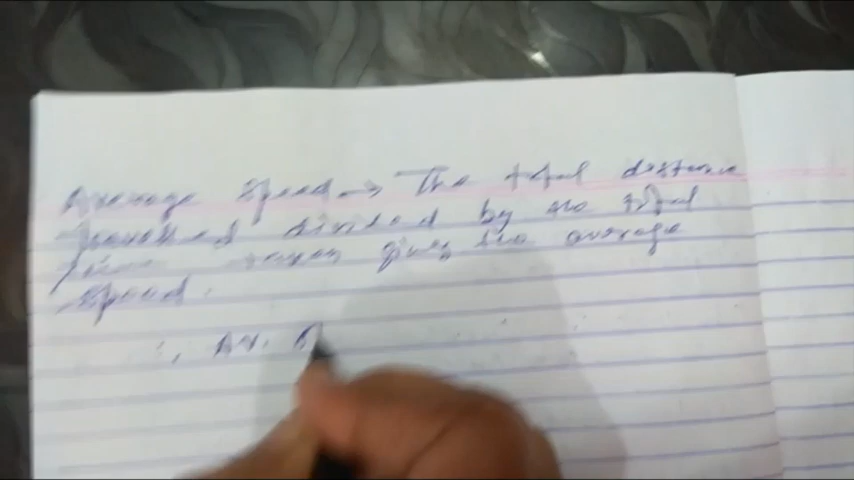 Average Speed → The total distance
travelled divided by the total
time taken gives the average
speed.
∴ Av. S